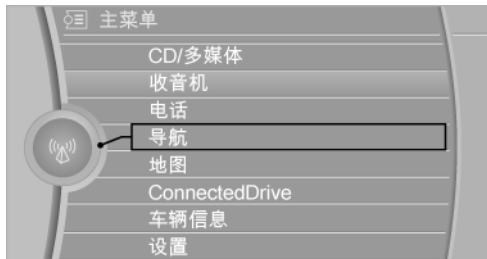 主菜单
CD/多媒体
收音机
电话
导航
地图
ConnectedDrive
车辆信息
设置